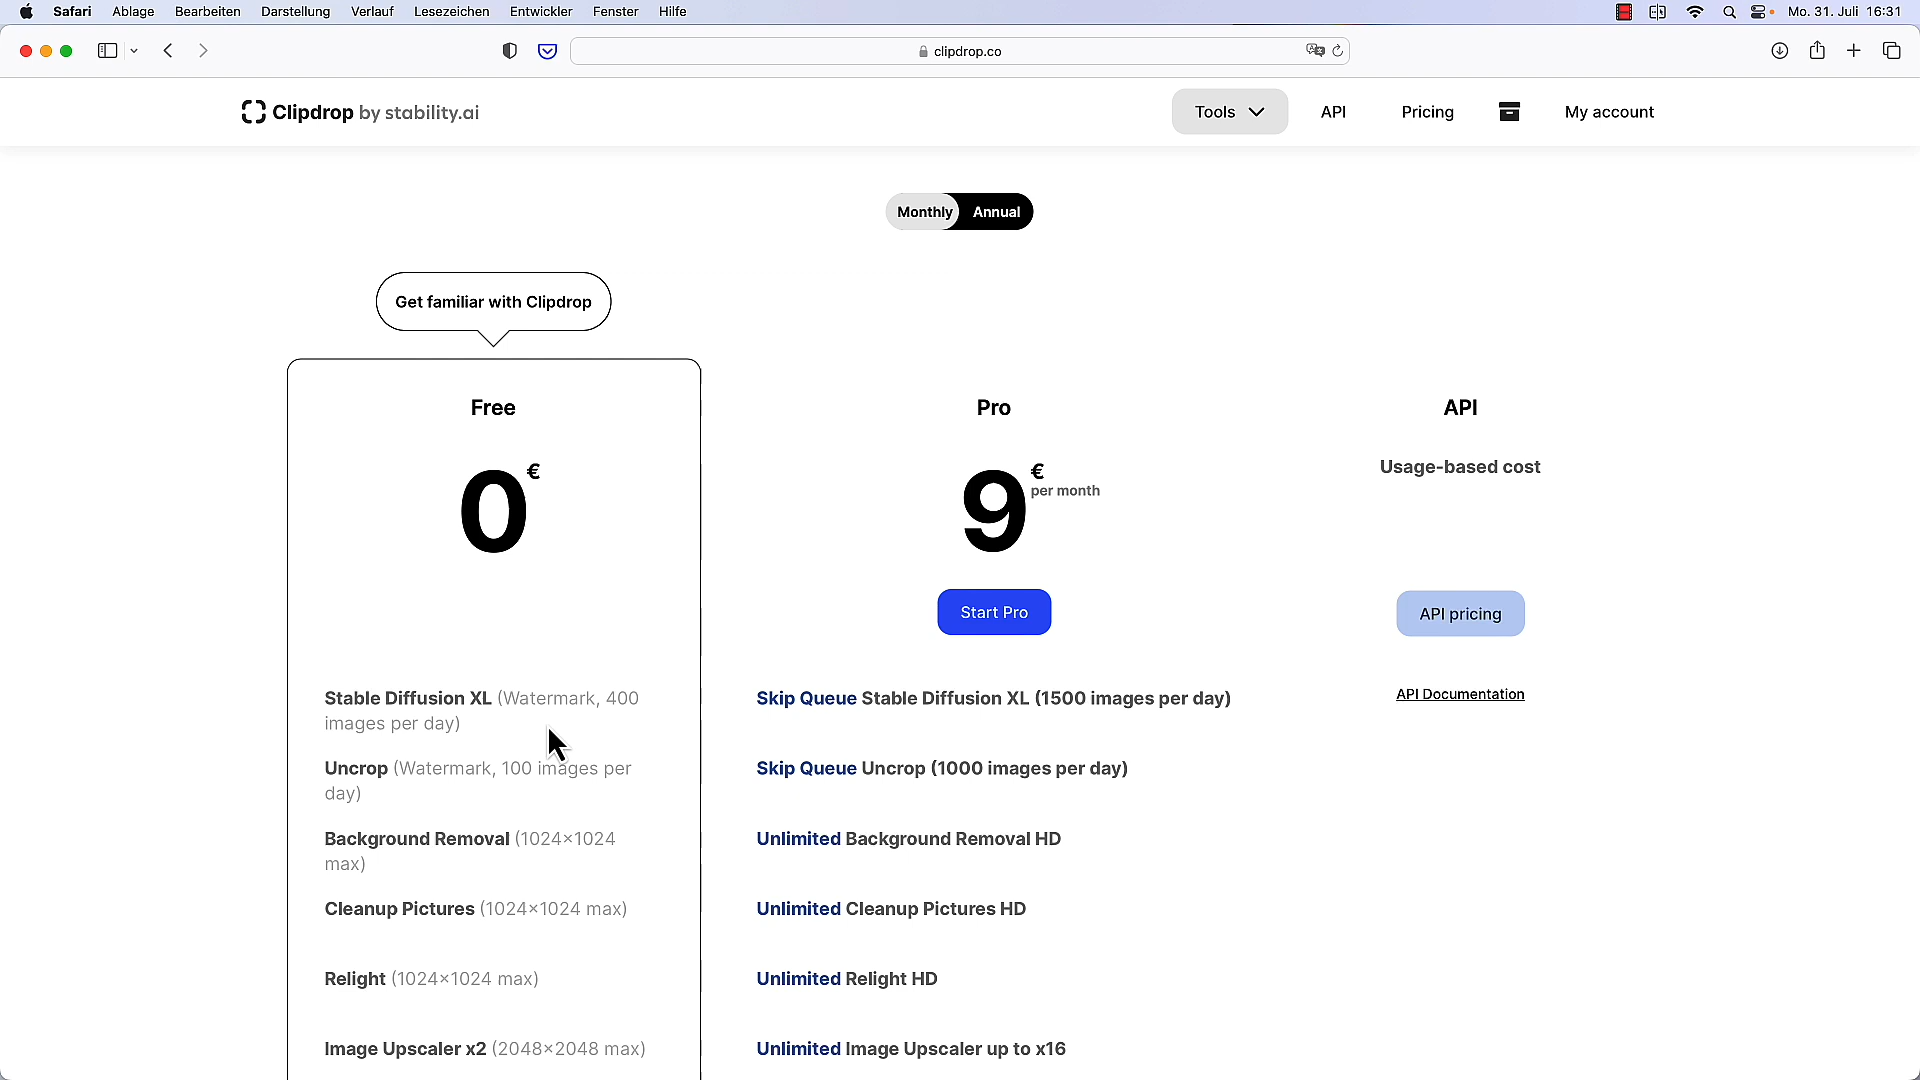 Safari Ablage Bearbeiten Darstellung Verlauf Lesezeichen Entwickler Fenster Hilfe Mo. 31. Juli 16:31
clipdrop.co
Clipdrop by stability.ai Tools API Pricing My account
Monthly Annual
Get familiar with Clipdrop
Free
0 €
Pro
9 €
per month
Start Pro
API
Usage-based cost
API pricing
API Documentation
Stable Diffusion XL (Watermark, 400
images per day)
Uncrop (Watermark, 100 images per
day)
Background Removal (1024×1024
max)
Cleanup Pictures (1024×1024 max)
Relight (1024×1024 max)
Image Upscaler x2 (2048×2048 max)
Skip Queue Stable Diffusion XL (1500 images per day)
Skip Queue Uncrop (1000 images per day)
Unlimited Background Removal HD
Unlimited Cleanup Pictures HD
Unlimited Relight HD
Unlimited Image Upscaler up to x16